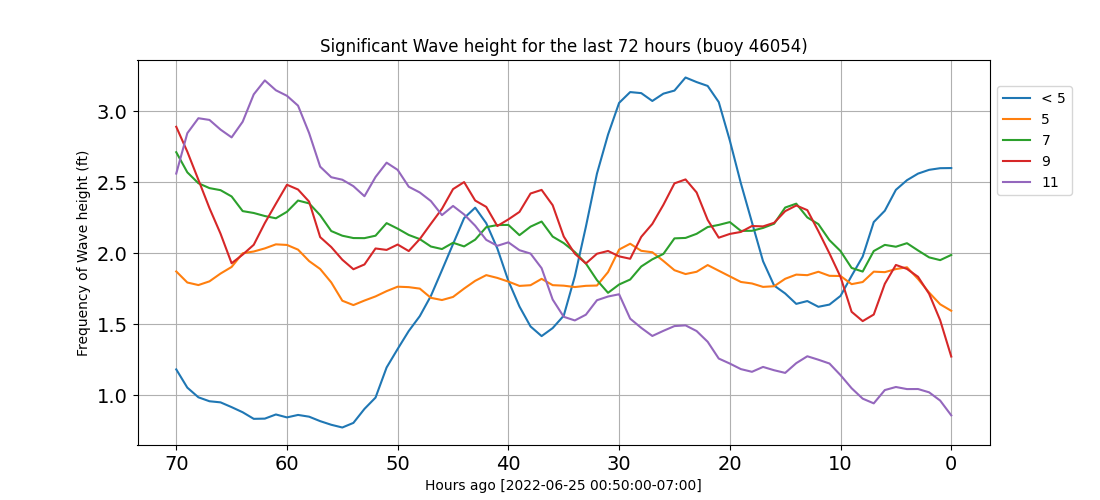 Significant Wave height for the last 72 hours (buoy 46054)
Frequency of Wave height (ft)
3.0
2.5
2.0
1.5
1.0
70 60 50 40 30 20 10 0
Hours ago [2022-06-25 00:50:00-07:00]
< 5
5
7
9
11